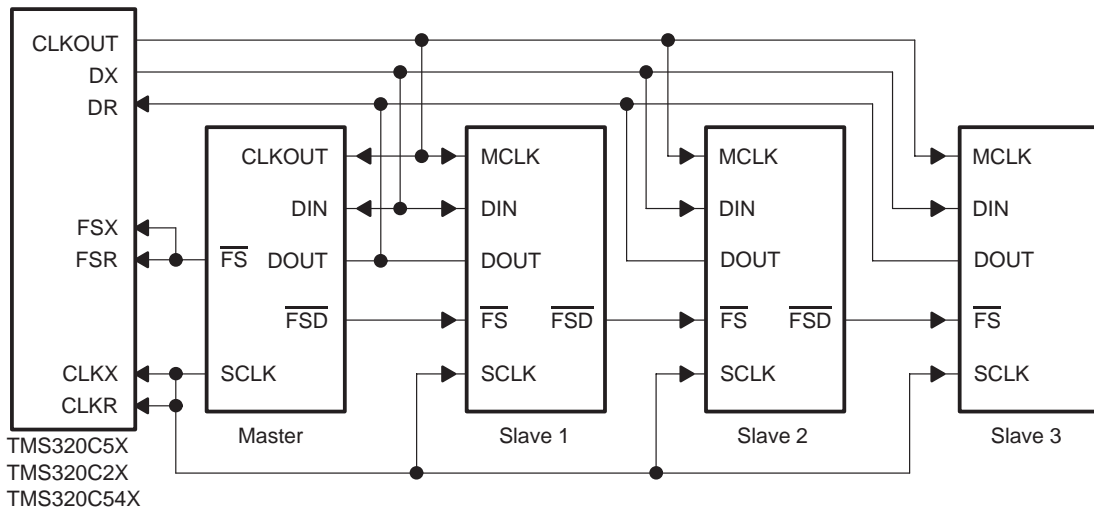 CLKOUT
DX
DR
FSX
FSR
CLKX
CLKR
TMS320C5X
TMS320C2X
TMS320C54X
CLKOUT
DIN
FS
DOUT
FSD
SCLK
Master
MCLK
DIN
DOUT
FS
FSD
SCLK
Slave 1
MCLK
DIN
DOUT
FS
FSD
SCLK
Slave 2
MCLK
DIN
DOUT
FS
SCLK
Slave 3